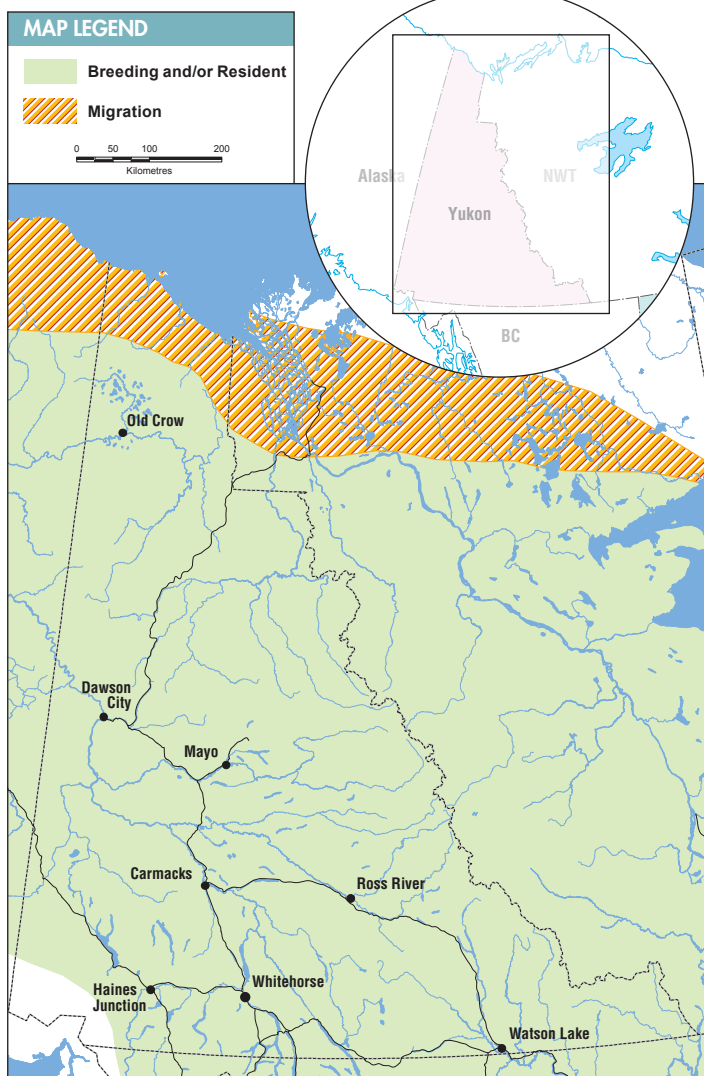 MAP LEGEND
Breeding and/or Resident
Migration
0 50 100 200
Kilometres
Alaska
NWT
Yukon
BC
Old Crow
Dawson
City
Mayo
Carmacks
Ross River
Haines
Junction
Whitehorse
Watson Lake